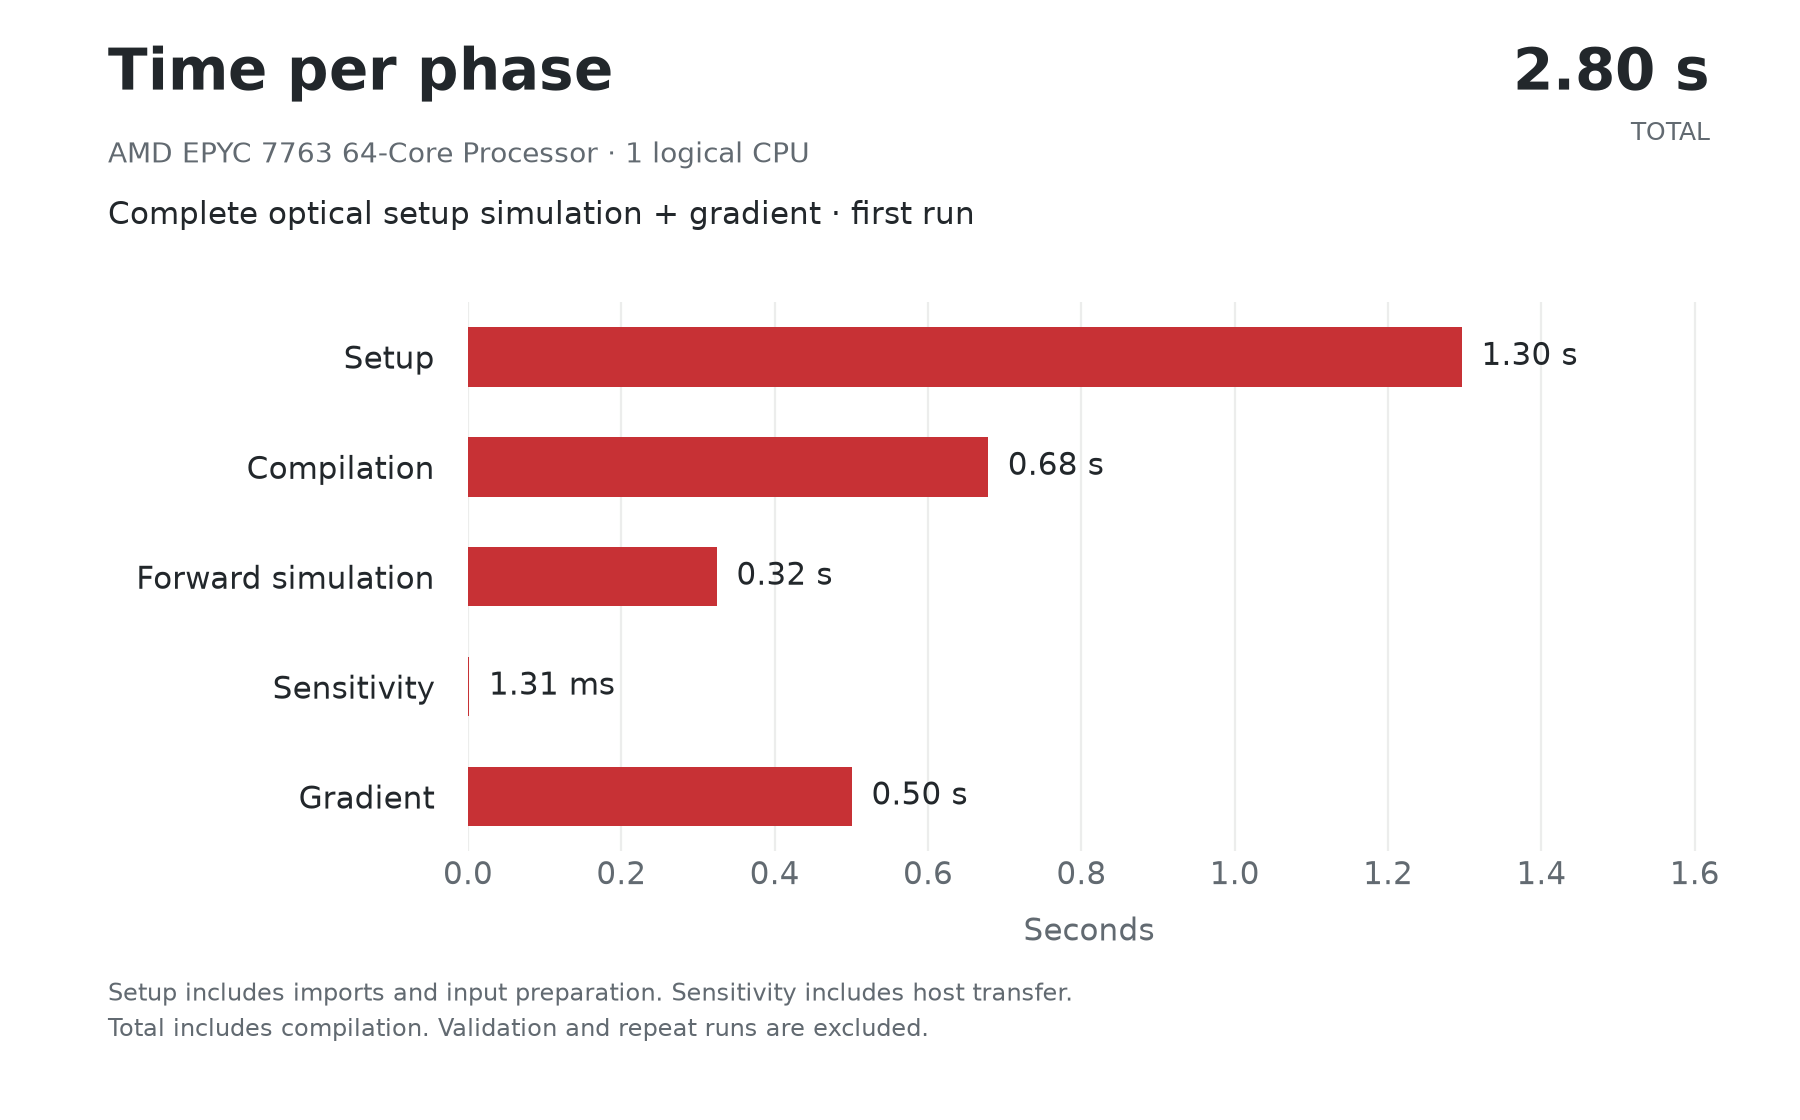 Time per phase
2.80 s
TOTAL
AMD EPYC 7763 64-Core Processor · 1 logical CPU
Complete optical setup simulation + gradient · first run
Setup
1.30 s
Compilation
0.68 s
Forward simulation
0.32 s
Sensitivity
1.31 ms
Gradient
0.50 s
0.0 0.2 0.4 0.6 0.8 1.0 1.2 1.4 1.6
Seconds
Setup includes imports and input preparation. Sensitivity includes host transfer.
Total includes compilation. Validation and repeat runs are excluded.